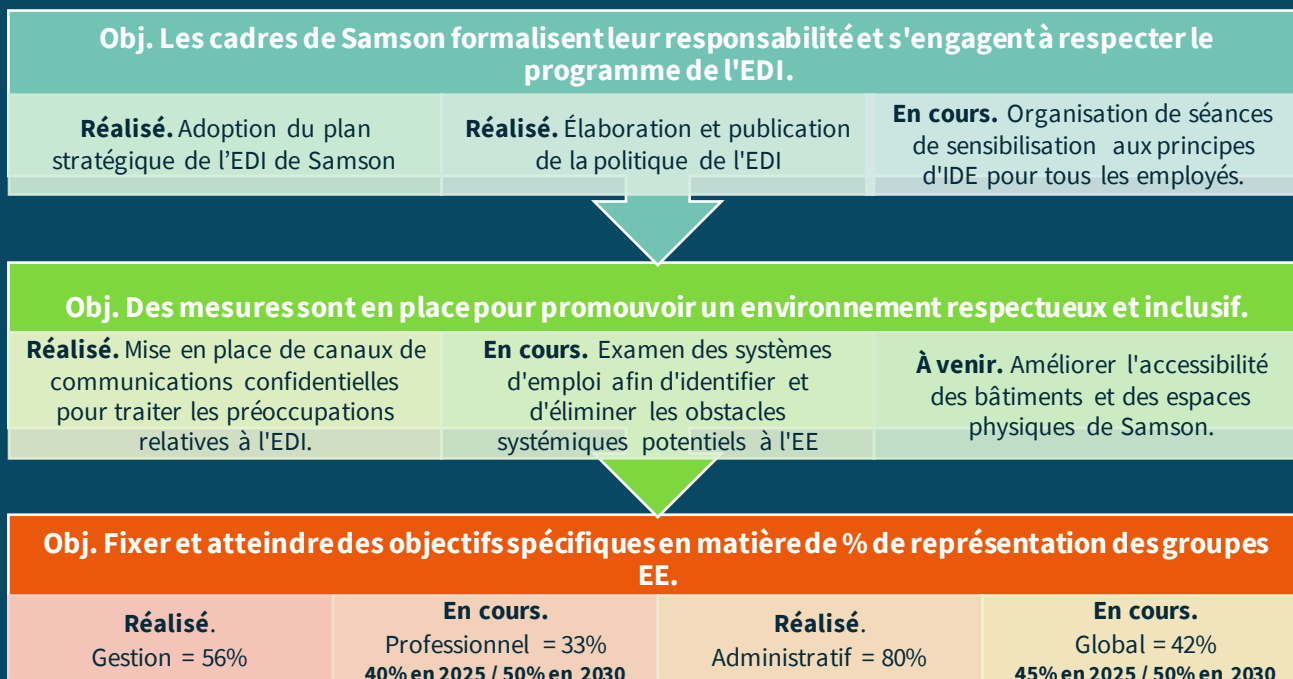 Obj. Les cadres de Samson formalisent leur responsabilité et s'engagent à respecter le
programme de l'EDI.
Réalisé. Adoption du plan
stratégique de l’EDI de Samson
Réalisé. Élaboration et publication
de la politique de l'EDI
En cours. Organisation de séances
de sensibilisation aux principes
d'IDE pour tous les employés.
Obj. Des mesures sont en place pour promouvoir un environnement respectueux et inclusif.
Réalisé. Mise en place de canaux de
communications confidentielles
pour traiter les préoccupations
relatives à l'EDI.
En cours. Examen des systèmes
d'emploi afin d'identifier et
d'éliminer les obstacles
systémiques potentiels à l'EE
À venir. Améliorer l'accessibilité
des bâtiments et des espaces
physiques de Samson.
Obj. Fixer et atteindre des objectifs spécifiques en matière de % de représentation des groupes
EE.
Réalisé.
Gestion = 56%
En cours.
Professionnel = 33%
40% en 2025 / 50% en 2030
Réalisé.
Administratif = 80%
En cours.
Global = 42%
45% en 2025 / 50% en 2030